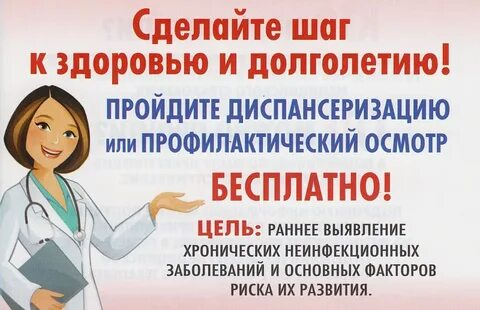 Сделайте шаг
к здоровью и долголетию!
ПРОЙДИТЕ ДИСПАНСЕРИЗАЦИЮ
или ПРОФИЛАКТИЧЕСКИЙ ОСМОТР
БЕСПЛАТНО!
ЦЕЛЬ: РАННЕЕ ВЫЯВЛЕНИЕ
ХРОНИЧЕСКИХ НЕИНФЕКЦИОННЫХ
ЗАБОЛЕВАНИЙ И ОСНОВНЫХ ФАКТОРОВ
РИСКА ИХ РАЗВИТИЯ.